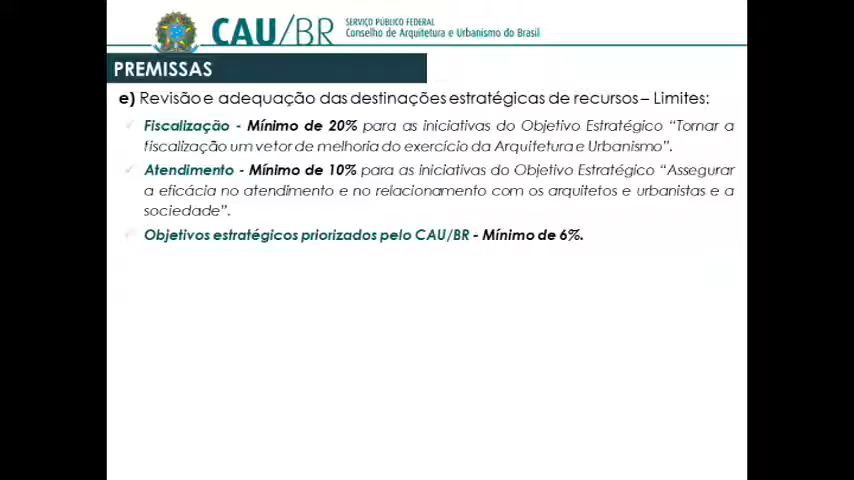 CAU/BR
SERVIÇO PÚBLICO FEDERAL
Conselho de Arquitetura e Urbanismo do Brasil
PREMISSAS
e) Revisão e adequação das destinações estratégicas de recursos – Limites:
Fiscalização - Mínimo de 20% para as iniciativas do Objetivo Estratégico “Tornar a
fiscalização um vetor de melhoria do exercício da Arquitetura e Urbanismo”.
Atendimento - Mínimo de 10% para as iniciativas do Objetivo Estratégico “Assegurar
a eficácia no atendimento e no relacionamento com os arquitetos e urbanistas e a
sociedade”.
Objetivos estratégicos priorizados pelo CAU/BR - Mínimo de 6%.